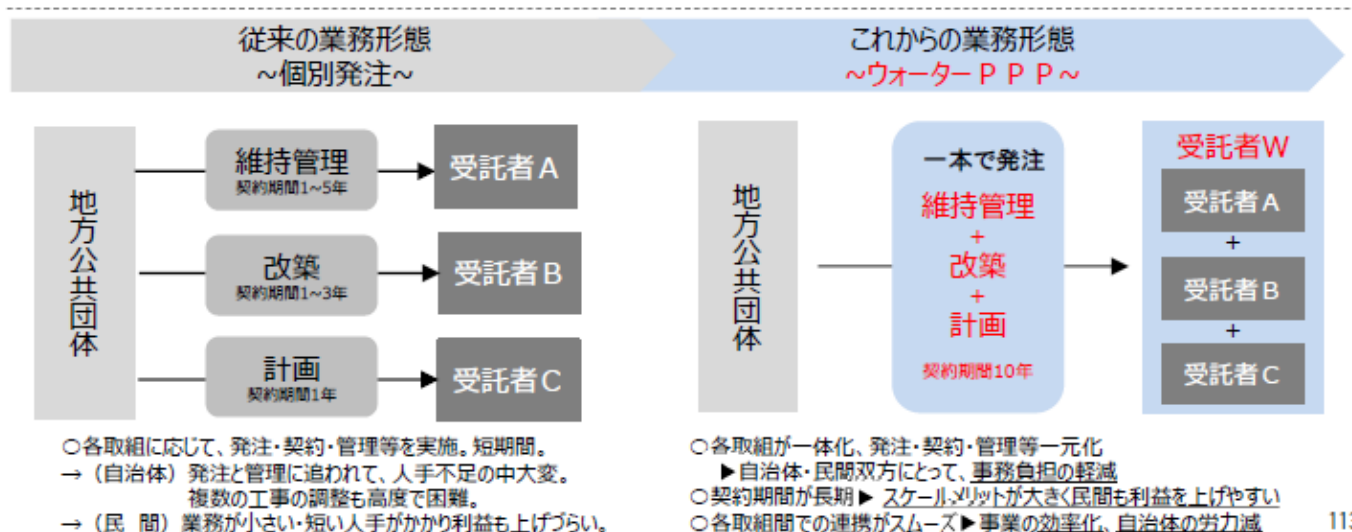 従来の業務形態
~個別発注~
これからの業務形態
~ウォーターPPP~
地方公共団体
維持管理
契約期間1~5年
受託者A
改築
契約期間1~3年
受託者B
計画
契約期間1年
受託者C
○各取組に応じて、発注・契約・管理等を実施。短期間。
→（自治体）発注と管理に追われて、人手不足の中大変。
複数の工事の調整も高度で困難。
→（民　間）業務が小さい・短い人手がかかり利益も上げづらい。
地方公共団体
一本で発注
維持管理
+
改築
+
計画
契約期間10年
受託者W
受託者A
+
受託者B
+
受託者C
○各取組が一体化、発注・契約・管理等一元化
▶自治体・民間双方にとって、事務負担の軽減
○契約期間が長期▶スケールメリットが大きく民間も利益を上げやすい
○各取組間での連携がスムーズ▶事業の効率化、自治体の労力減